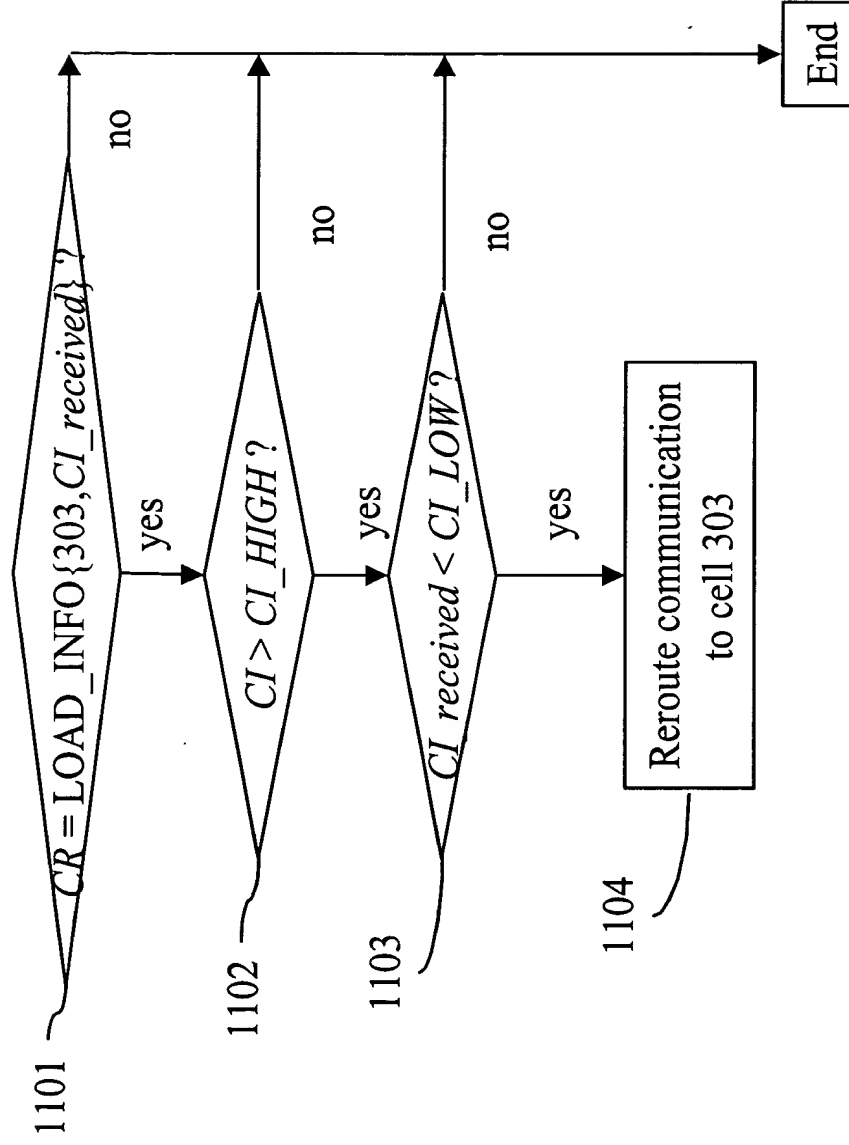 1101
CR = LOAD_INFO{303,CI_received} ?
no
yes
1102
CI > CI_HIGH ?
no
yes
1103
CI_received < CI_LOW ?
no
yes
1104
Reroute communication
to cell 303
End